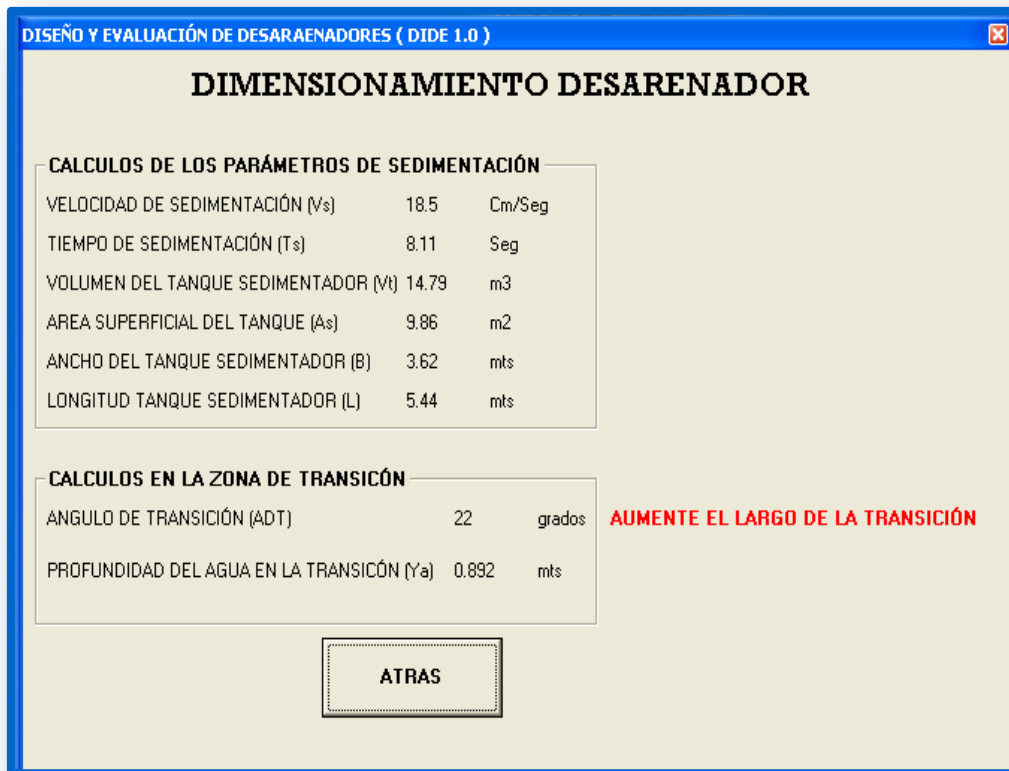 DISEÑO Y EVALUACIÓN DE DESARAENADORES ( DIDE 1.0 )
DIMENSIONAMIENTO DESARENADOR
CALCULOS DE LOS PARÁMETROS DE SEDIMENTACIÓN
VELOCIDAD DE SEDIMENTACIÓN (Vs) 18.5 Cm/Seg
TIEMPO DE SEDIMENTACIÓN (Ts) 8.11 Seg
VOLUMEN DEL TANQUE SEDIMENTADOR (Vt) 14.79 m3
AREA SUPERFICIAL DEL TANQUE (As) 9.86 m2
ANCHO DEL TANQUE SEDIMENTADOR (B) 3.62 mts
LONGITUD TANQUE SEDIMENTADOR (L) 5.44 mts
CALCULOS EN LA ZONA DE TRANSICÓN
ANGULO DE TRANSICIÓN (ADT) 22 grados AUMENTE EL LARGO DE LA TRANSICIÓN
PROFUNDIDAD DEL AGUA EN LA TRANSICÓN (Ya) 0.892 mts
ATRAS